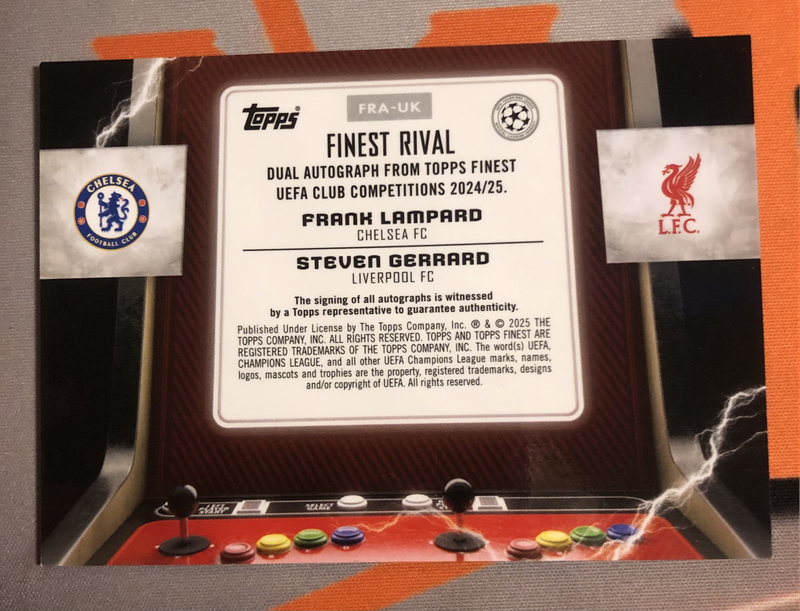 Topps®
FRA-UK
FINEST RIVAL
DUAL AUTOGRAPH FROM TOPPS FINEST
UEFA CLUB COMPETITIONS 2024/25.
CHELSEA
FOOTBALL CLUB
L.F.C.
FRANK LAMPARD
CHELSEA FC
STEVEN GERRARD
LIVERPOOL FC
The signing of all autographs is witnessed
by a Topps representative to guarantee authenticity.
Published Under License by The Topps Company, Inc. ® & © 2025 THE
TOPPS COMPANY, INC. ALL RIGHTS RESERVED. TOPPS AND TOPPS FINEST ARE
REGISTERED TRADEMARKS OF THE TOPPS COMPANY, INC. The word(s) UEFA,
CHAMPIONS LEAGUE, and all other UEFA Champions League marks, names,
logos, mascots and trophies are the property, registered trademarks, designs
and/or copyright of UEFA. All rights reserved.
SELECT
GAME